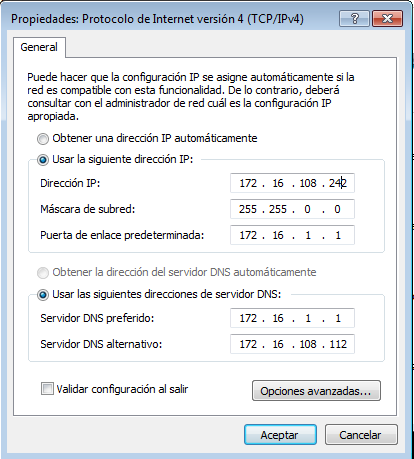 Propiedades: Protocolo de Internet versión 4 (TCP/IPv4)
General
Puede hacer que la configuración IP se asigne automáticamente si la
red es compatible con esta funcionalidad. De lo contrario, deberá
consultar con el administrador de red cuál es la configuración IP
apropiada.
Obtener una dirección IP automáticamente
Usar la siguiente dirección IP:
Dirección IP: 172 . 16 . 108 . 242
Máscara de subred: 255 . 255 . 0 . 0
Puerta de enlace predeterminada: 172 . 16 . 1 . 1
Obtener la dirección del servidor DNS automáticamente
Usar las siguientes direcciones de servidor DNS:
Servidor DNS preferido: 172 . 16 . 1 . 1
Servidor DNS alternativo: 172 . 16 . 108 . 112
Validar configuración al salir
Opciones avanzadas...
Aceptar Cancelar